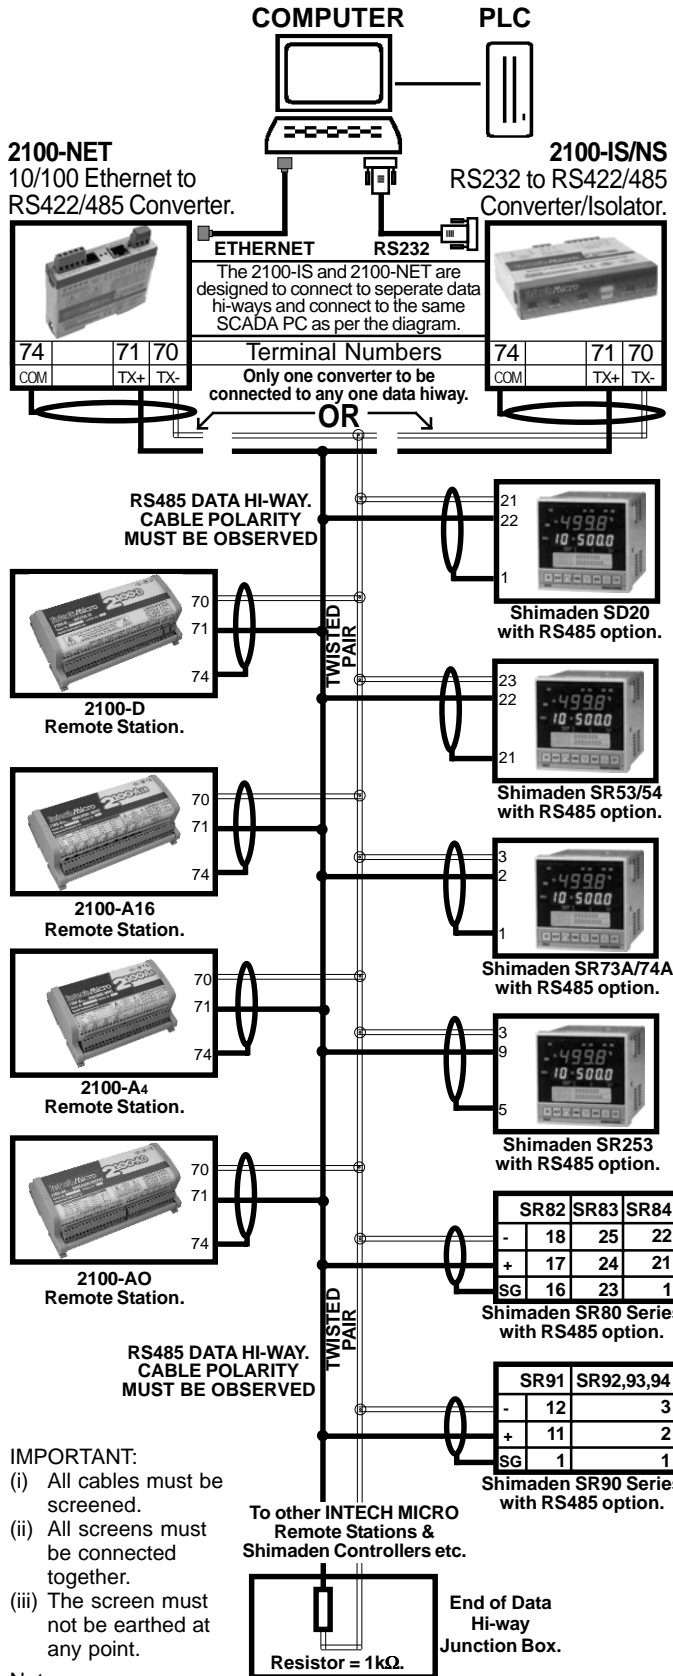 COMPUTER PLC
2100-NET
10/100 Ethernet to
RS422/485 Converter.
2100-IS/NS
RS232 to RS422/485
Converter/Isolator.
ETHERNET RS232
The 2100-IS and 2100-NET are
designed to connect to seperate data
hi-ways and connect to the same
SCADA PC as per the diagram.
74 71 70 Terminal Numbers 74 71 70
COM TX+ TX- COM TX+ TX-
Only one converter to be
connected to any one data hiway.
OR
RS485 DATA HI-WAY.
CABLE POLARITY
MUST BE OBSERVED
TWISTED
PAIR
21
22
1
Shimaden SD20
with RS485 option.
70
71
74
2100-D
Remote Station.
23
22
21
Shimaden SR53/54
with RS485 option.
70
71
74
2100-A16
Remote Station.
3
2
1
Shimaden SR73A/74A
with RS485 option.
70
71
74
2100-A4
Remote Station.
3
9
5
Shimaden SR253
with RS485 option.
70
71
74
2100-AO
Remote Station.
SR82 SR83 SR84
- 18 25 22
+ 17 24 21
SG 16 23 1
Shimaden SR80 Series
with RS485 option.
TWISTED
PAIR
RS485 DATA HI-WAY.
CABLE POLARITY
MUST BE OBSERVED
SR91 SR92,93,94
- 12 3
+ 11 2
SG 1 1
Shimaden SR90 Series
with RS485 option.
IMPORTANT:
(i) All cables must be
screened.
(ii) All screens must
be connected
together.
(iii) The screen must
not be earthed at
any point.
To other INTECH MICRO
Remote Stations &
Shimaden Controllers etc.
End of Data
Hi-way
Junction Box.
Resistor = 1kΩ.